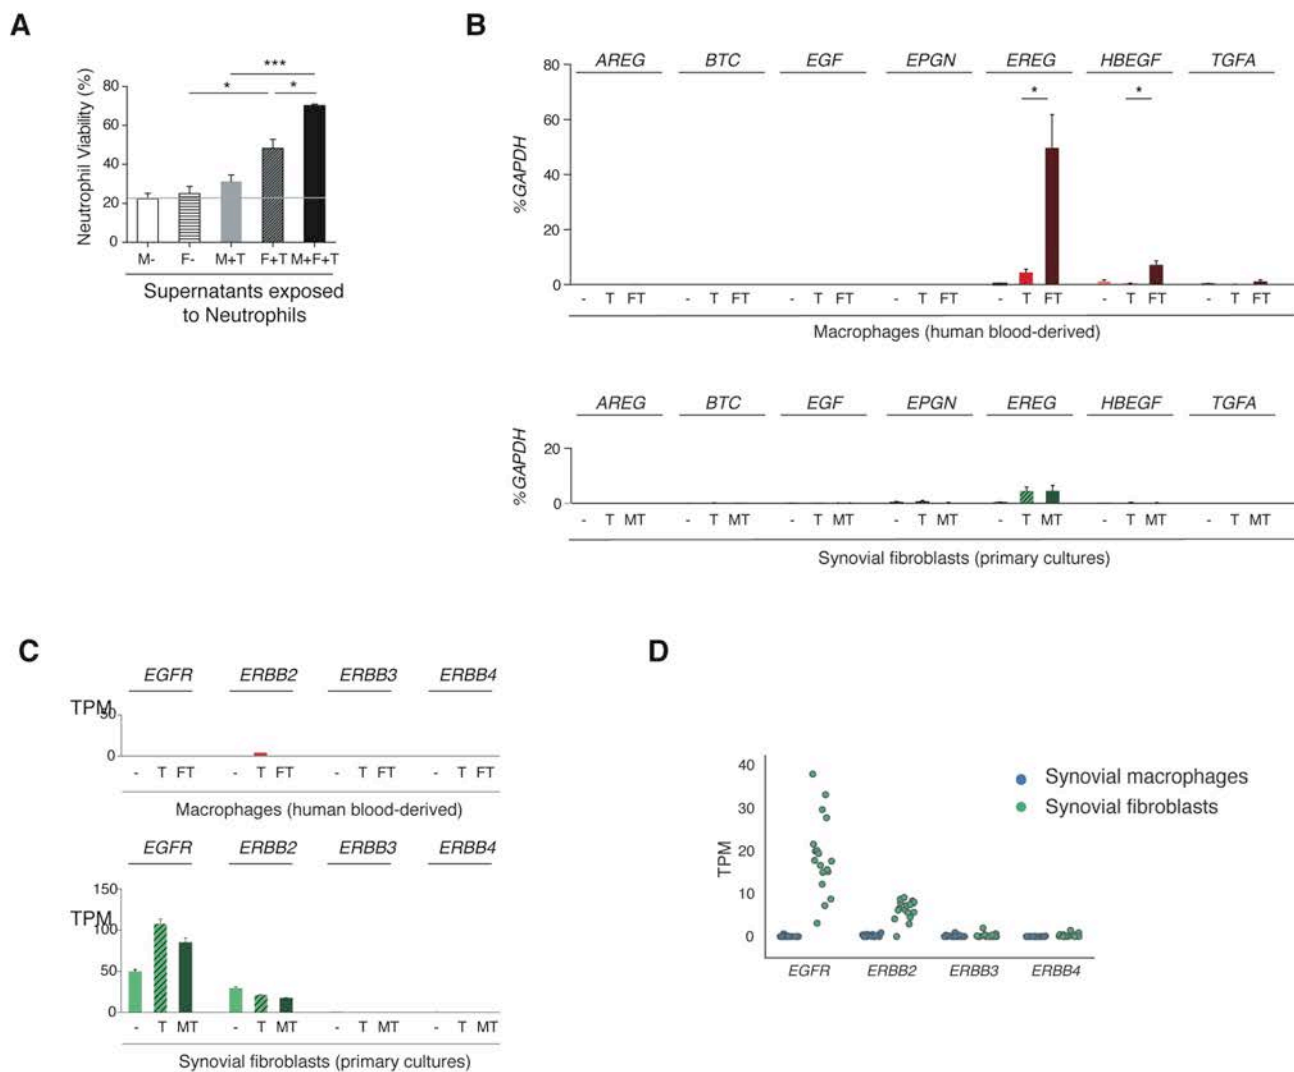 A
***
*
*
Neutrophil Viability (%)
80
60
40
20
0
M- F- M+T F+T M+F+T
Supernatants exposed
to Neutrophils
B
AREG BTC EGF EPGN EREG HBEGF TGFA
80
60
40
20
0
%GAPDH
*
*
- T FT - T FT - T FT - T FT - T FT - T FT - T FT
Macrophages (human blood-derived)
AREG BTC EGF EPGN EREG HBEGF TGFA
20
0
%GAPDH
- T MT - T MT - T MT - T MT - T MT - T MT - T MT
Synovial fibroblasts (primary cultures)
C
EGFR ERBB2 ERBB3 ERBB4
TPM
50
0
- T FT - T FT - T FT - T FT
Macrophages (human blood-derived)
EGFR ERBB2 ERBB3 ERBB4
150
TPM
100
50
0
- T MT - T MT - T MT - T MT
Synovial fibroblasts (primary cultures)
D
40
30
20
10
0
TPM
Synovial macrophages
Synovial fibroblasts
EGFR ERBB2 ERBB3 ERBB4